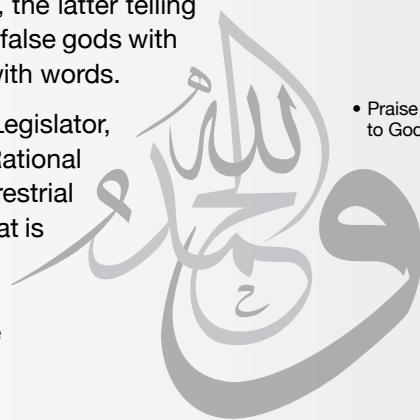 , the latter telling
false gods with
with words.
Legislator,
Rational
restrial
at is
والحمد لله
• Praise
to God